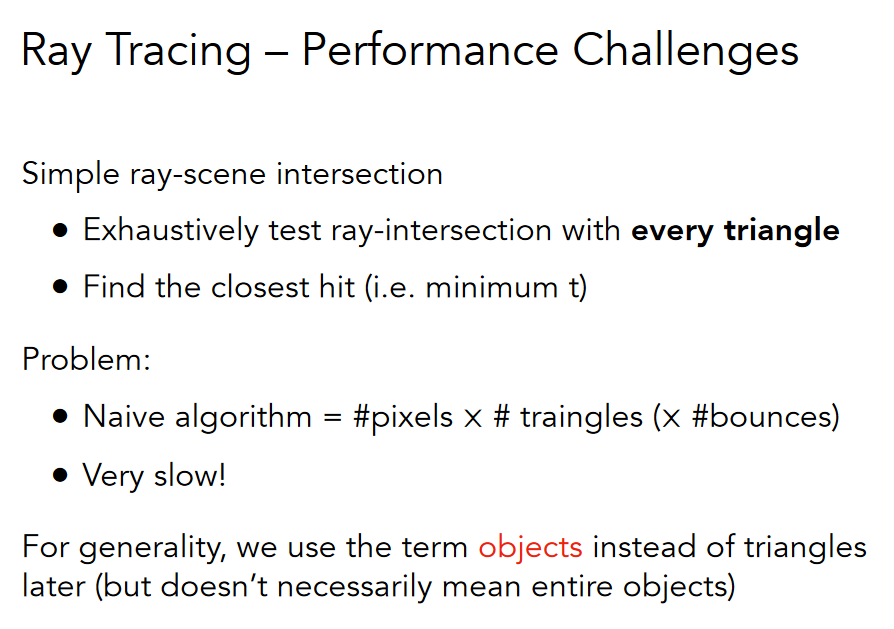 Ray Tracing – Performance Challenges
Simple ray-scene intersection
● Exhaustively test ray-intersection with every triangle
● Find the closest hit (i.e. minimum t)
Problem:
● Naive algorithm = #pixels × # traingles (× #bounces)
● Very slow!
For generality, we use the term objects instead of triangles
later (but doesn’t necessarily mean entire objects)